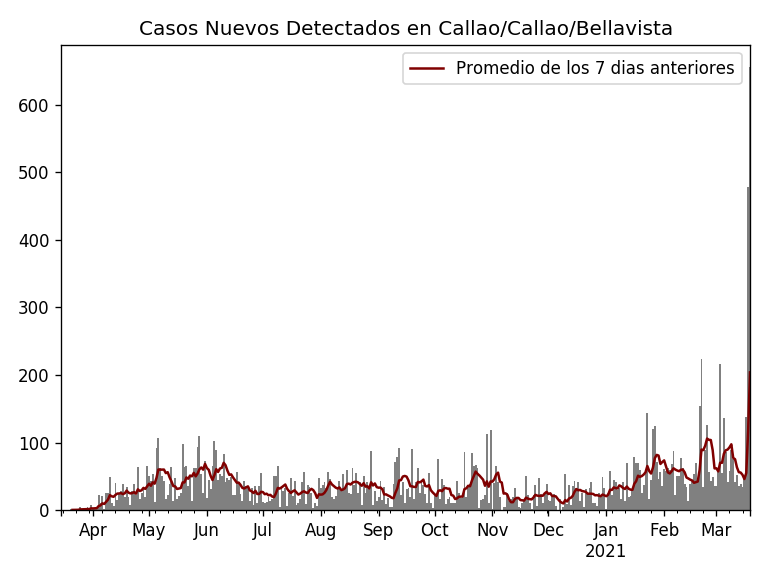 Casos Nuevos Detectados en Callao/Callao/Bellavista
Promedio de los 7 dias anteriores
600
500
400
300
200
100
0
Apr May Jun Jul Aug Sep Oct Nov Dec Jan Feb Mar
2021